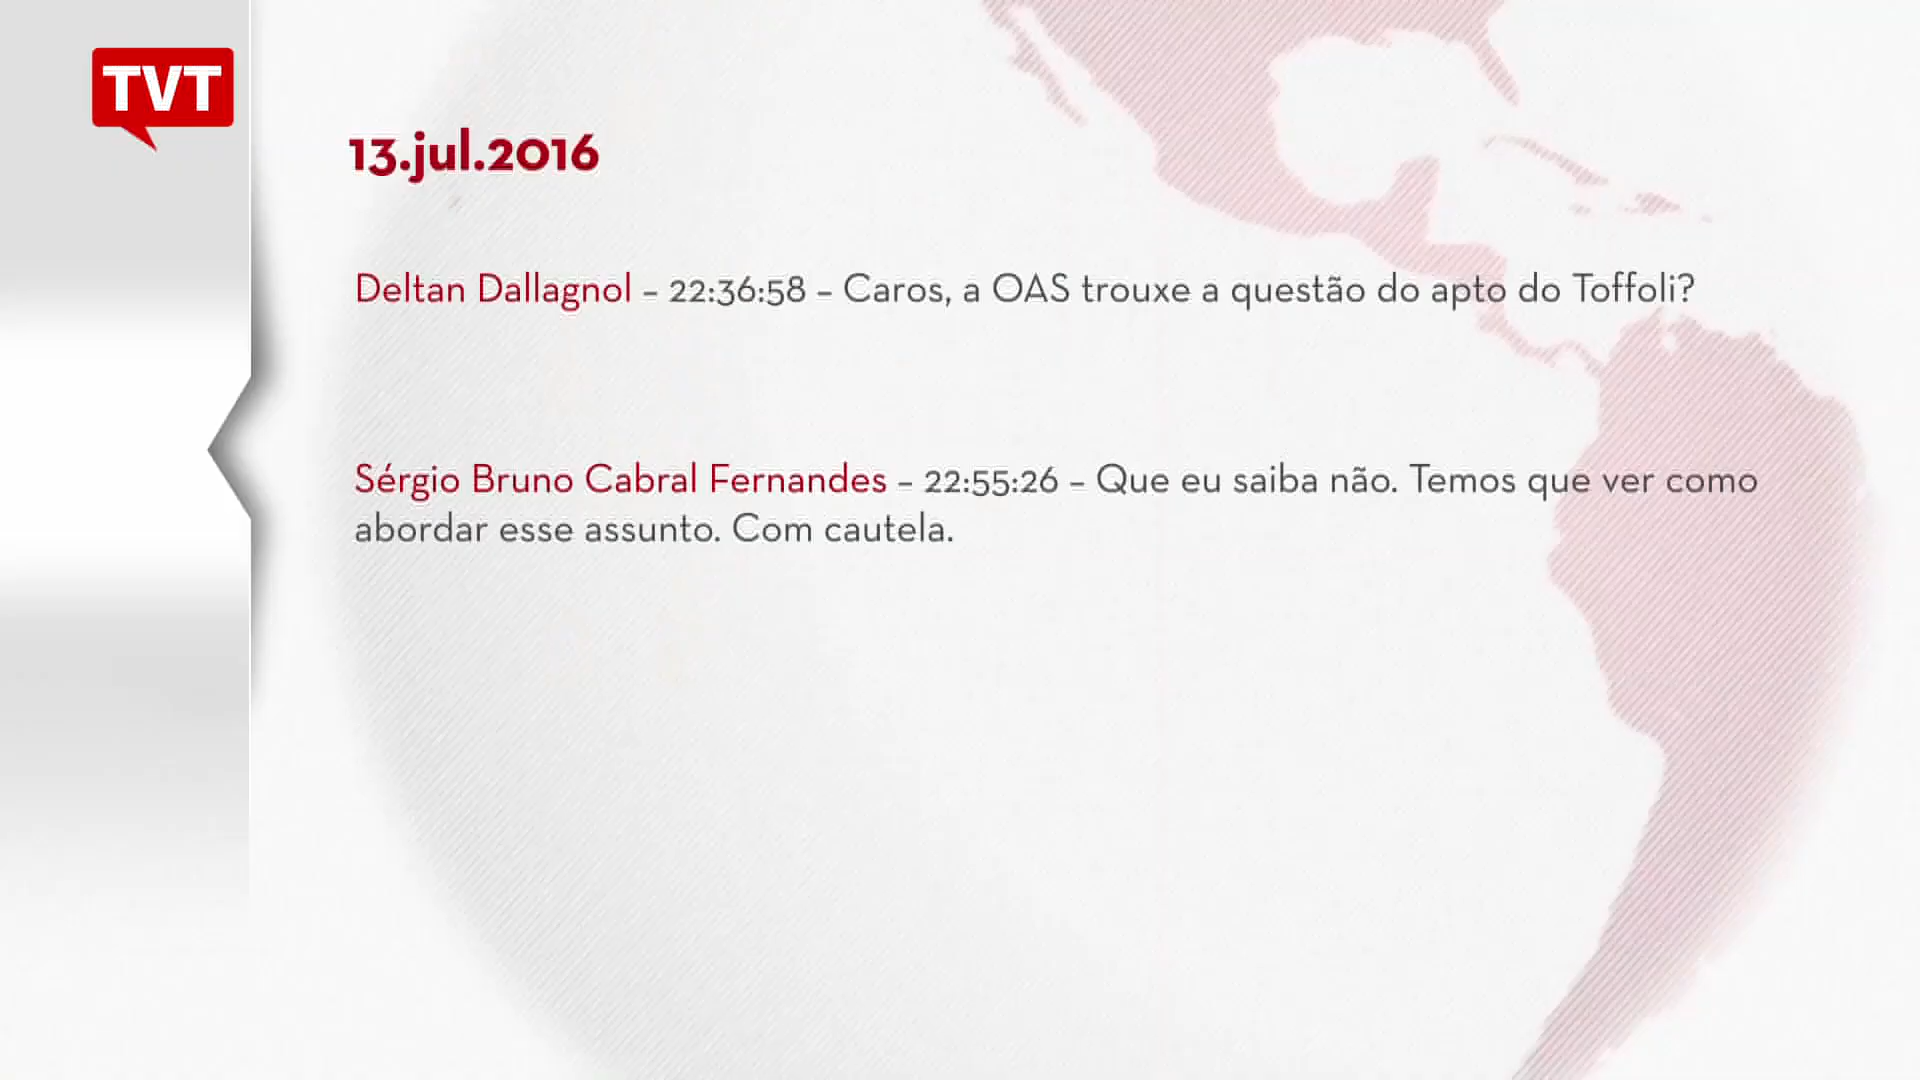 TVT
13.jul.2016
Deltan Dallagnol – 22:36:58 – Caros, a OAS trouxe a questão do apto do Toffoli?
Sérgio Bruno Cabral Fernandes – 22:55:26 – Que eu saiba não. Temos que ver como
abordar esse assunto. Com cautela.